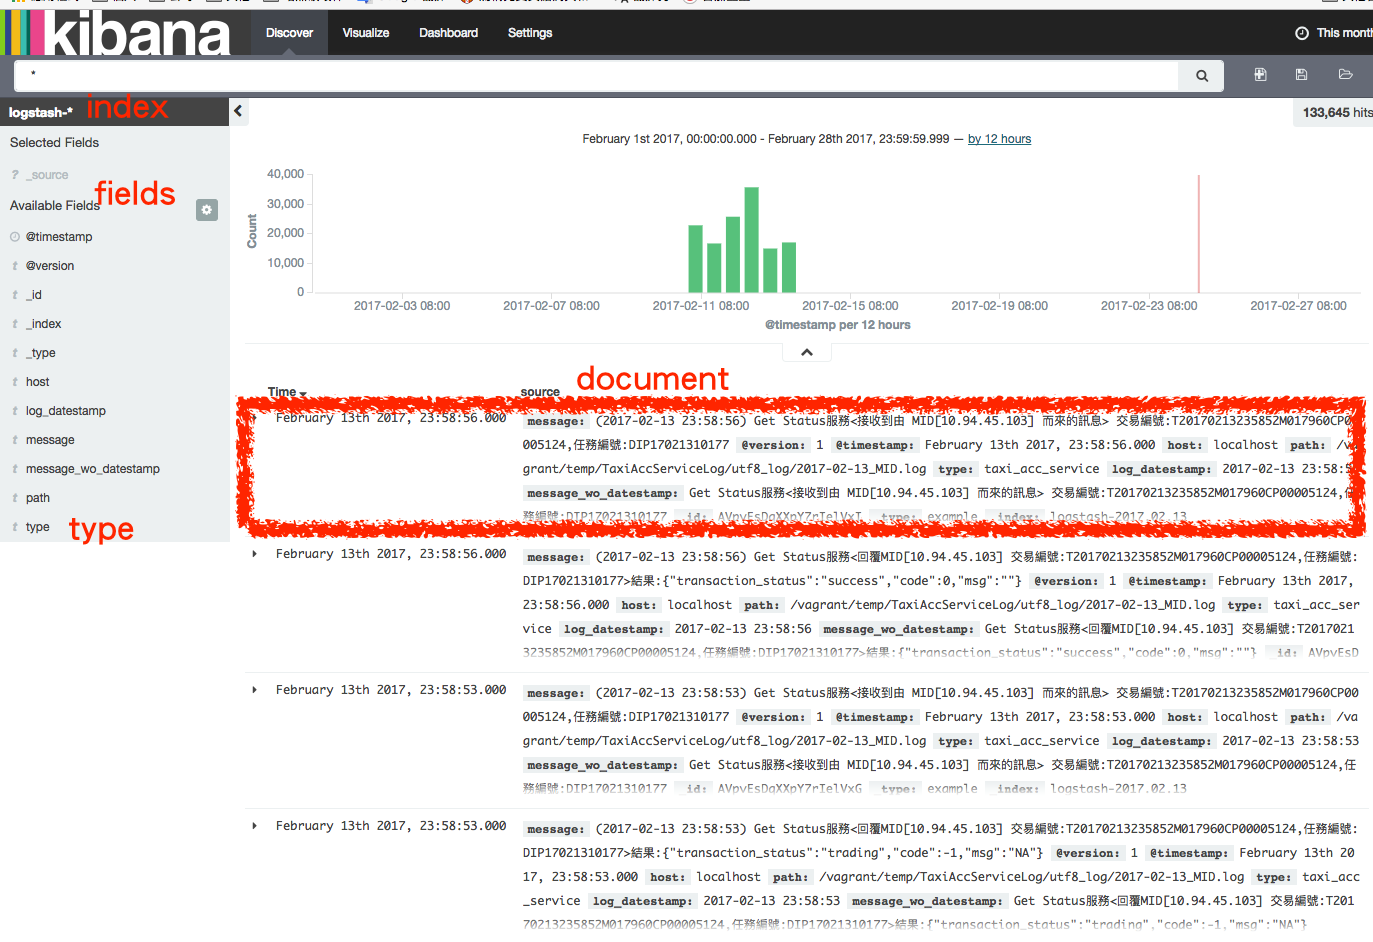 kibana
Discover Visualize Dashboard Settings This month
*
logstash-* index
133,645 hits
Selected Fields
? _source
fields
Available Fields
@timestamp
t @version
t _id
t _index
t _type
t host
t log_datestamp
t message
t message_wo_datestamp
t path
t type
type
February 1st 2017, 00:00:00.000 - February 28th 2017, 23:59:59.999 — by 12 hours
Count
40,000
30,000
20,000
10,000
0
2017-02-03 08:00 2017-02-07 08:00 2017-02-11 08:00 2017-02-15 08:00 2017-02-19 08:00 2017-02-23 08:00 2017-02-27 08:00
@timestamp per 12 hours
document
Time source
February 13th 2017, 23:58:56.000
message: (2017-02-13 23:58:56) Get Status服務<接收到由 MID[10.94.45.103] 而來的訊息> 交易編號:T20170213235852M017960CP00
005124,任務編號:DIP17021310177 @version: 1 @timestamp: February 13th 2017, 23:58:56.000 host: localhost path: /v
grant/temp/TaxiAccServiceLog/utf8_log/2017-02-13_MID.log type: taxi_acc_service log_datestamp: 2017-02-13 23:58:5
message_wo_datestamp: Get Status服務<接收到由 MID[10.94.45.103] 而來的訊息> 交易編號:T20170213235852M017960CP00005124,任
務編號:DIP17021310177 _id: AVpyEsDqXXpY7rIelVxI _type: example _index: logstash-2017.02.13
February 13th 2017, 23:58:56.000
message: (2017-02-13 23:58:56) Get Status服務<回覆MID[10.94.45.103] 交易編號:T20170213235852M017960CP00005124,任務編號:
DIP17021310177>結果:{"transaction_status":"success","code":0,"msg":""} @version: 1 @timestamp: February 13th 2017,
23:58:56.000 host: localhost path: /vagrant/temp/TaxiAccServiceLog/utf8_log/2017-02-13_MID.log type: taxi_acc_ser
vice log_datestamp: 2017-02-13 23:58:56 message_wo_datestamp: Get Status服務<回覆MID[10.94.45.103] 交易編號:T2017021
3235852M017960CP00005124,任務編號:DIP17021310177>結果:{"transaction_status":"success","code":0,"msg":""} _id: AVpyEsD
February 13th 2017, 23:58:53.000
message: (2017-02-13 23:58:53) Get Status服務<接收到由 MID[10.94.45.103] 而來的訊息> 交易編號:T20170213235852M017960CP00
005124,任務編號:DIP17021310177 @version: 1 @timestamp: February 13th 2017, 23:58:53.000 host: localhost path: /va
grant/temp/TaxiAccServiceLog/utf8_log/2017-02-13_MID.log type: taxi_acc_service log_datestamp: 2017-02-13 23:58:53
message_wo_datestamp: Get Status服務<接收到由 MID[10.94.45.103] 而來的訊息> 交易編號:T20170213235852M017960CP00005124,任
務編號:DIP17021310177 _id: AVpyEsDqXXpY7rIelVxG _type: example _index: logstash-2017.02.13
February 13th 2017, 23:58:53.000
message: (2017-02-13 23:58:53) Get Status服務<回覆MID[10.94.45.103] 交易編號:T20170213235852M017960CP00005124,任務編號:
DIP17021310177>結果:{"transaction_status":"trading","code":-1,"msg":"NA"} @version: 1 @timestamp: February 13th 20
17, 23:58:53.000 host: localhost path: /vagrant/temp/TaxiAccServiceLog/utf8_log/2017-02-13_MID.log type: taxi_acc
_service log_datestamp: 2017-02-13 23:58:53 message_wo_datestamp: Get Status服務<回覆MID[10.94.45.103] 交易編號:T201
70213235852M017960CP00005124,任務編號:DIP17021310177>結果:{"transaction_status":"trading","code":-1,"msg":"NA"}